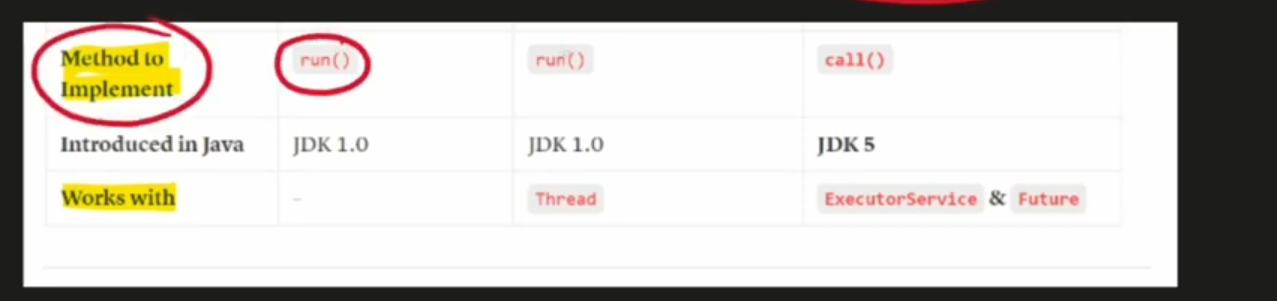 Method to run() run() call()
Implement
Introduced in Java JDK 1.0 JDK 1.0 JDK 5
Works with - Thread ExecutorService & Future